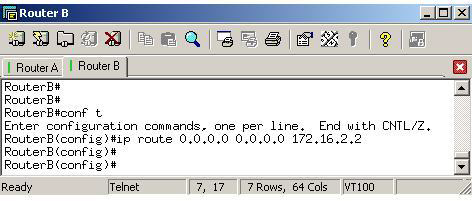 Router B
Router A
Router B
RouterB#
RouterB#
RouterB#conf t
Enter configuration commands, one per line.  End with CNTL/Z.
RouterB(config)#ip route 0.0.0.0 0.0.0.0 172.16.2.2
RouterB(config)#
RouterB(config)#
Ready Telnet 7, 17 7 Rows, 64 Cols VT100